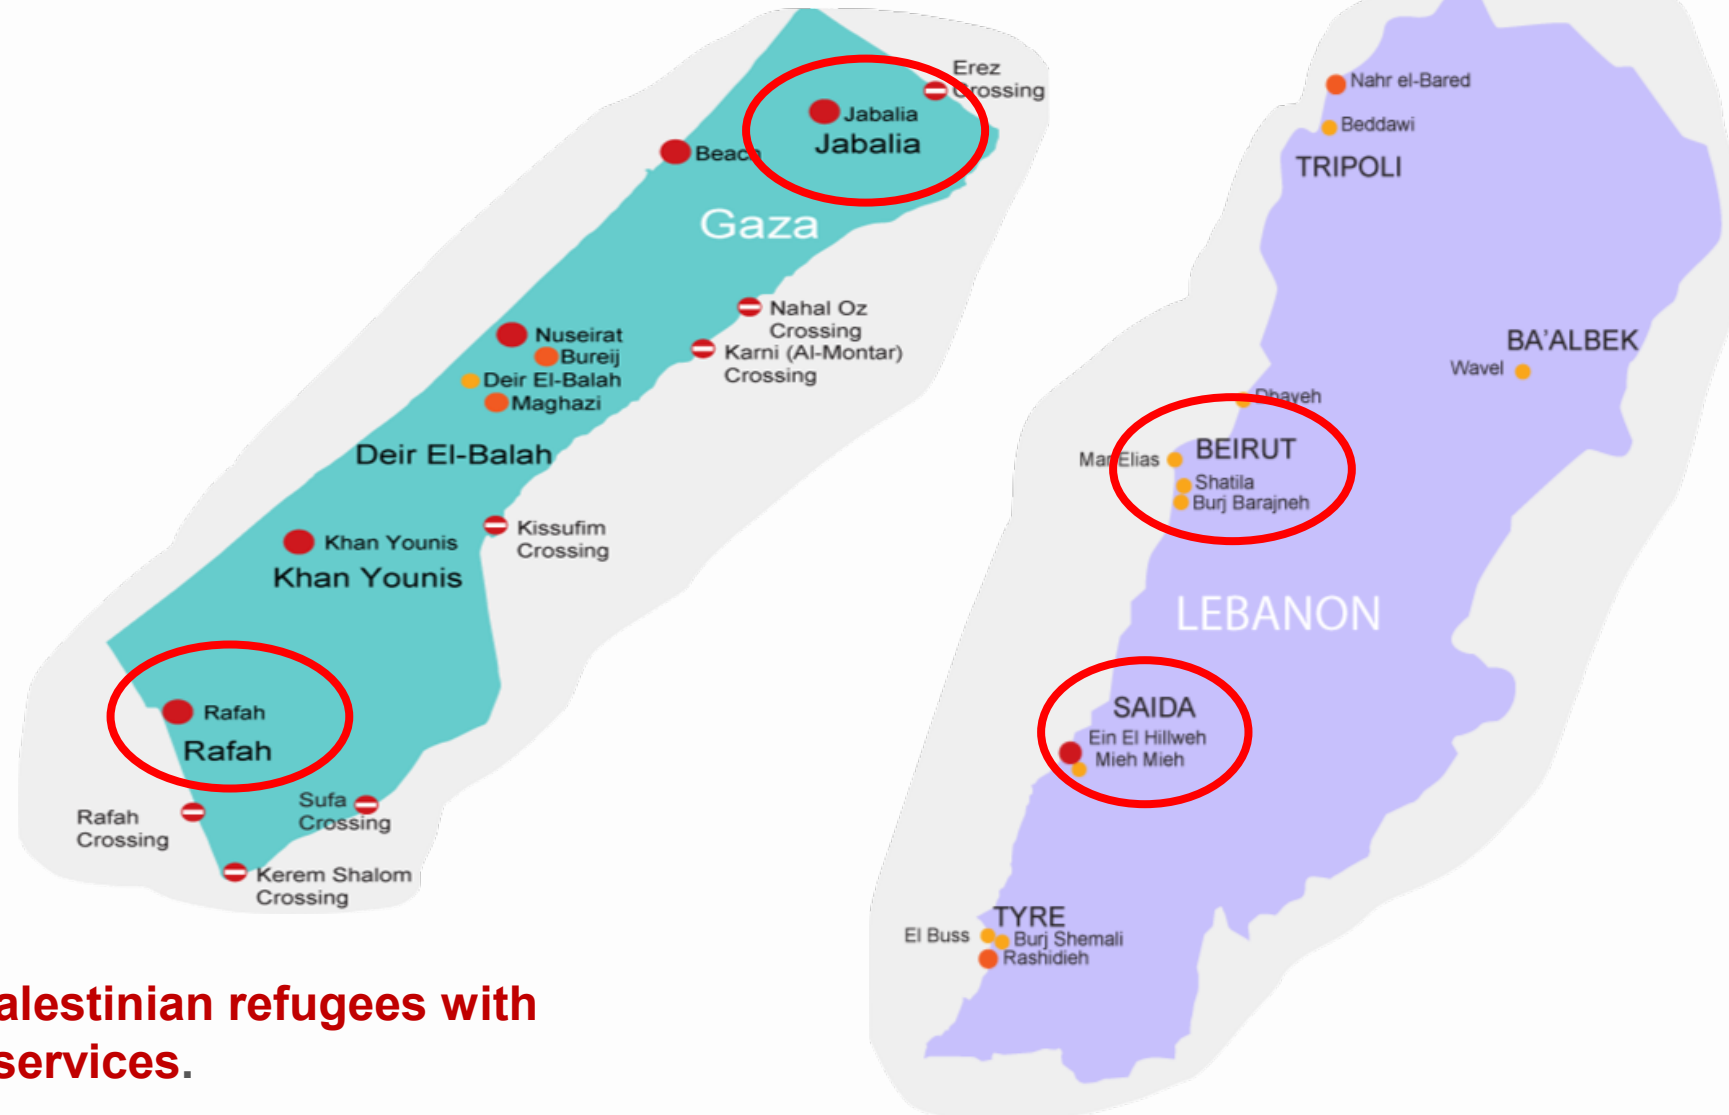 Erez
Crossing
Jabalia
Jabalia
Beach
Gaza
Nahal Oz
Crossing
Karni (Al-Montar)
Crossing
Nuseirat
Bureij
Deir El-Balah
Maghazi
Deir El-Balah
Kissufim
Crossing
Khan Younis
Khan Younis
Rafah
Rafah
Rafah
Crossing
Sufa
Crossing
Kerem Shalom
Crossing
alestinian refugees with
services.
Nahr el-Bared
Beddawi
TRIPOLI
BA'ALBEK
Wavel
Dbayeh
BEIRUT
Mar Elias
Shatila
Burj Barajneh
LEBANON
SAIDA
Ein El Hillweh
Mieh Mieh
TYRE
El Buss
Burj Shemali
Rashidieh